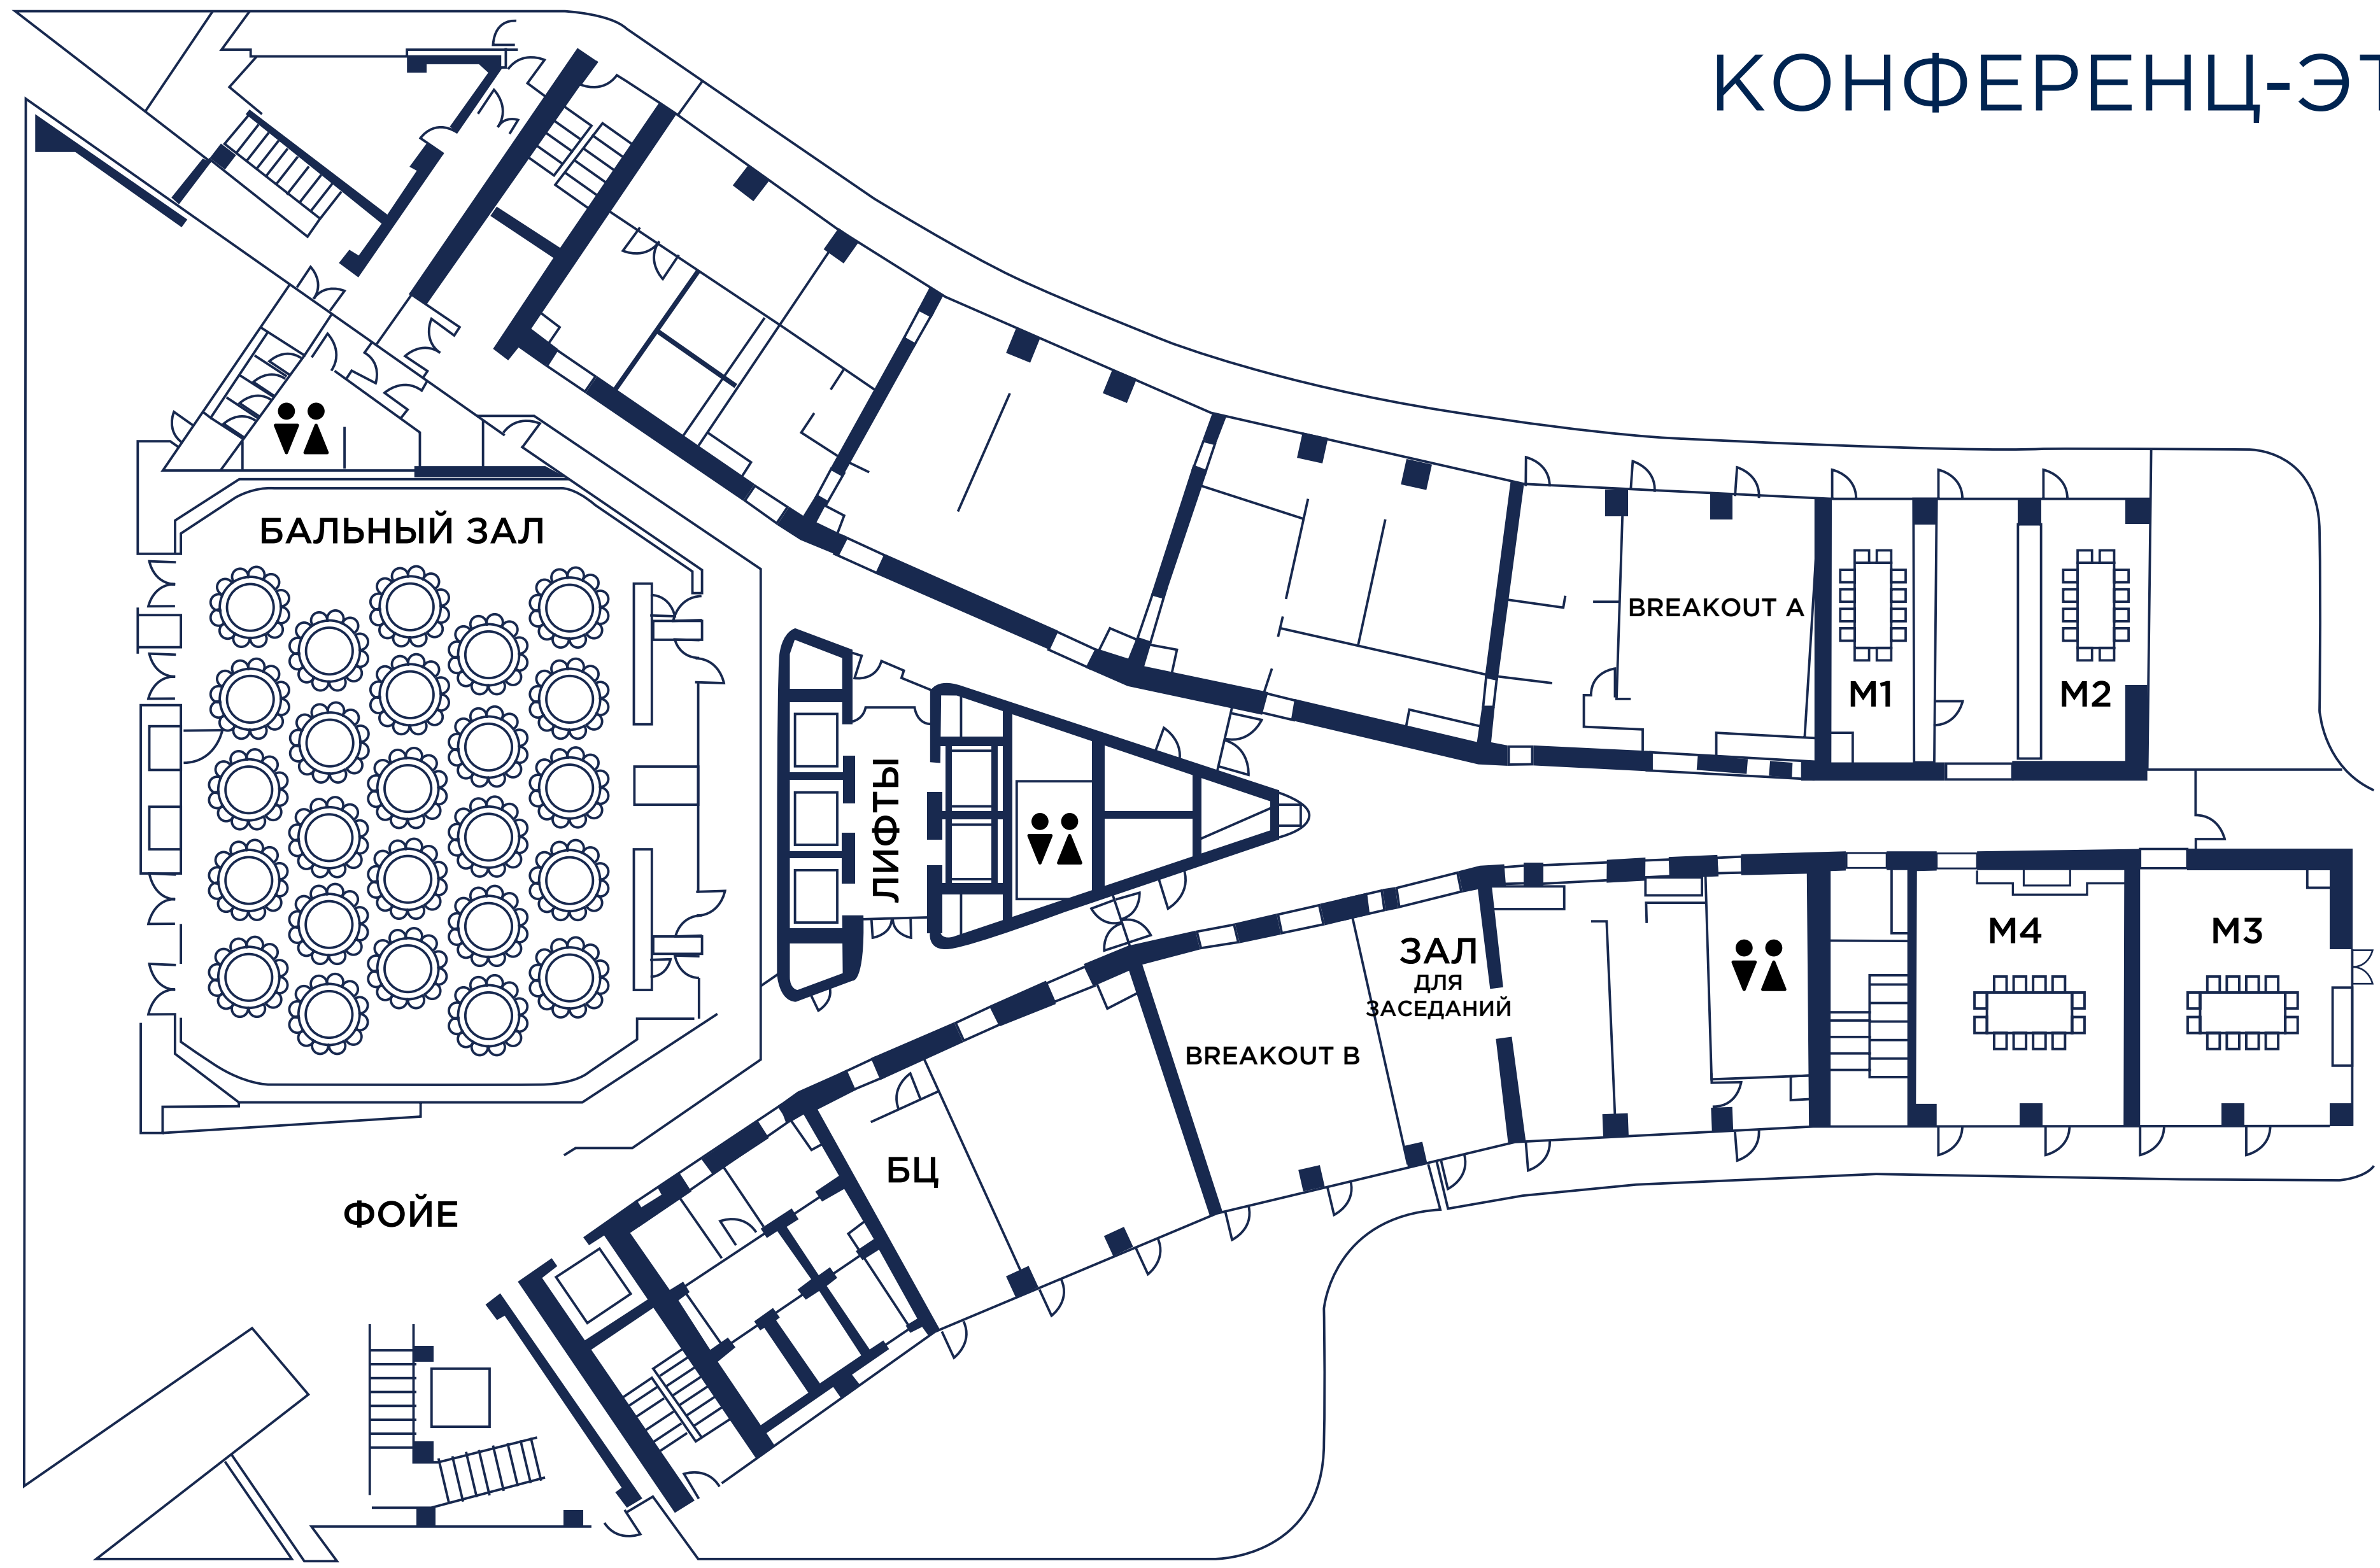 КОНФЕРЕНЦ-ЭТ
БАЛЬНЫЙ ЗАЛ
BREAKOUT A
M1
M2
ЛИФТЫ
M4
M3
ЗАЛ
ДЛЯ
ЗАСЕДАНИЙ
BREAKOUT B
БЦ
ФОЙЕ